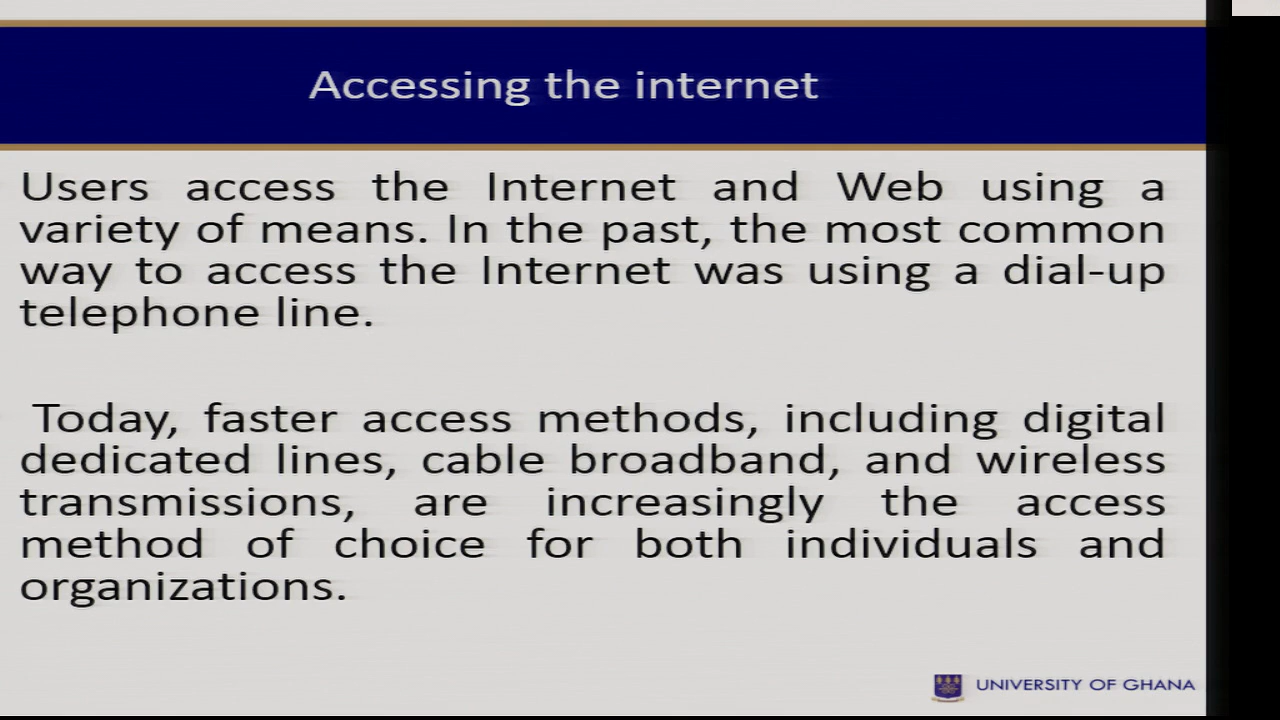 Accessing the internet
Users access the Internet and Web using a
variety of means. In the past, the most common
way to access the Internet was using a dial-up
telephone line.
Today, faster access methods, including digital
dedicated lines, cable broadband, and wireless
transmissions, are increasingly the access
method of choice for both individuals and
organizations.
UNIVERSITY OF GHANA